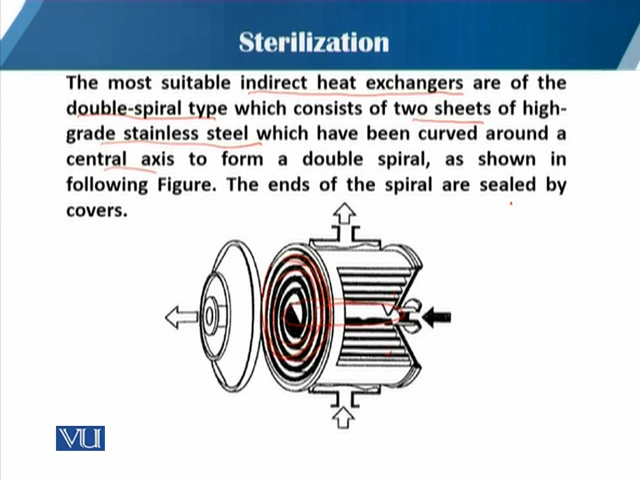 Sterilization
The most suitable indirect heat exchangers are of the
double-spiral type which consists of two sheets of high-
grade stainless steel which have been curved around a
central axis to form a double spiral, as shown in
following Figure. The ends of the spiral are sealed by
covers.
VU